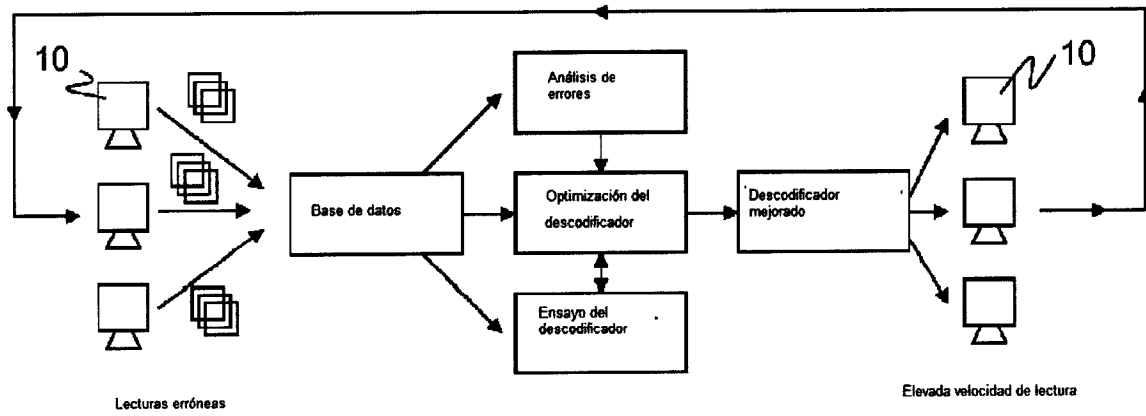 10
10
Análisis de
errores
Base de datos
Optimización del
descodificador
Descodificador
mejorado
Ensayo del
descodificador
Lecturas erróneas
Elevada velocidad de lectura